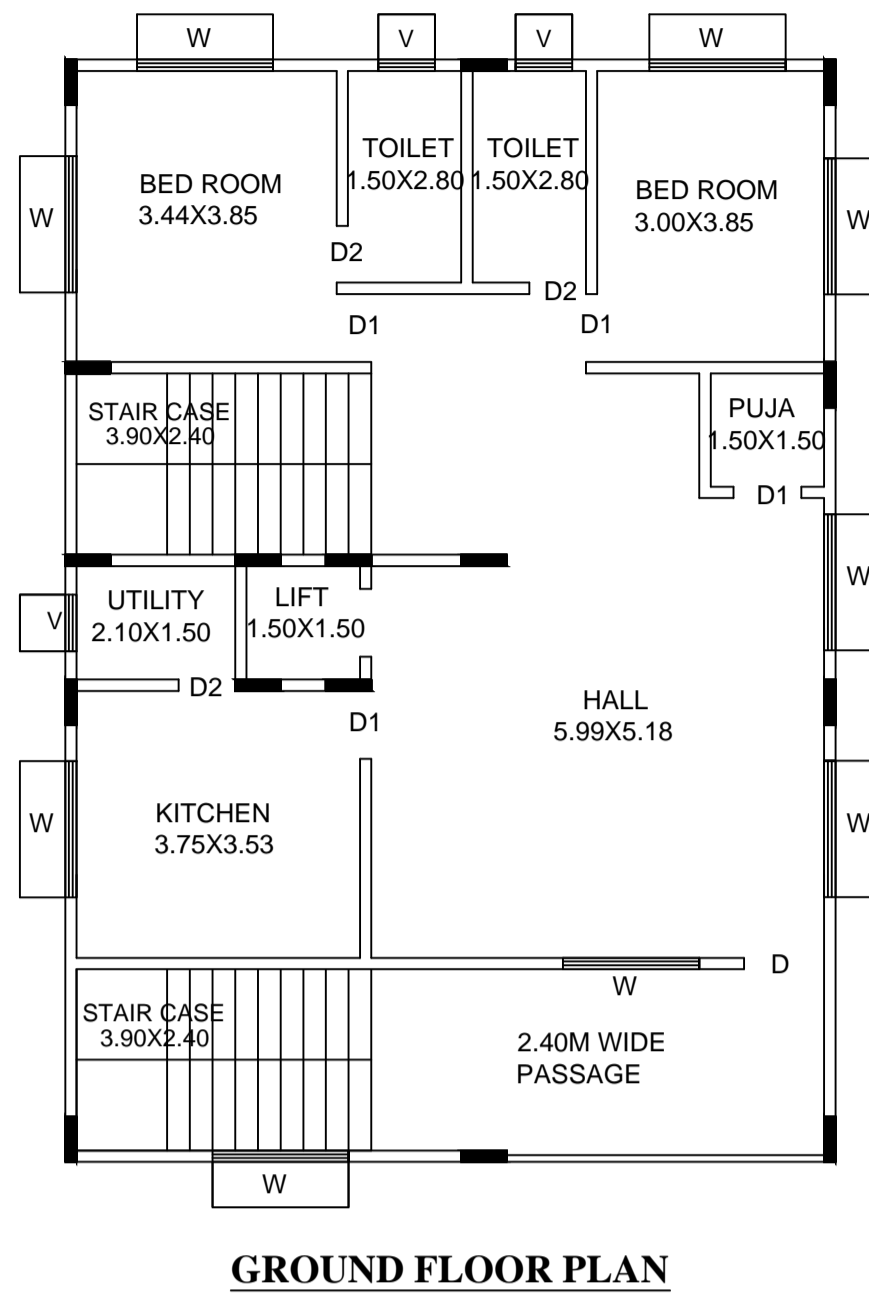 W
V
V
W
TOILET
1.50X2.80
TOILET
1.50X2.80
BED ROOM
3.44X3.85
BED ROOM
3.00X3.85
W
W
D2
D2
D1
D1
STAIR CASE
3.90X2.40
PUJA
1.50X1.50
D1
W
UTILITY
2.10X1.50
LIFT
1.50X1.50
V
D2
D1
HALL
5.99X5.18
KITCHEN
3.75X3.53
W
W
D
W
STAIR CASE
3.90X2.40
2.40M WIDE
PASSAGE
W
GROUND FLOOR PLAN